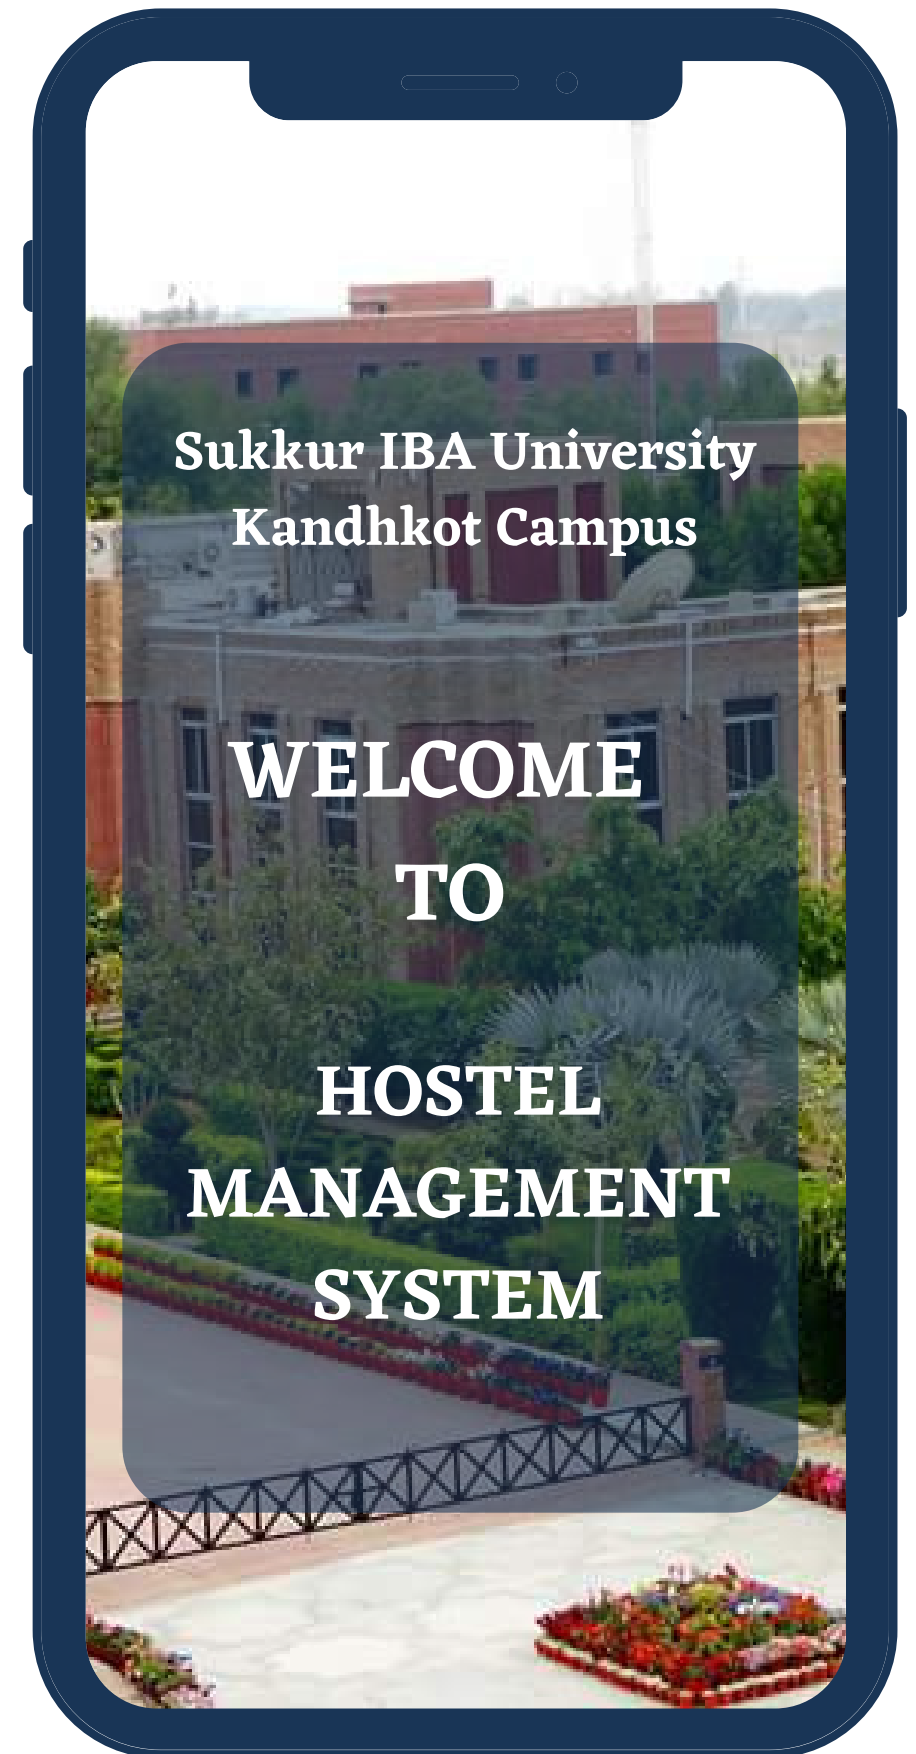 Sukkur IBA University
Kandhkot Campus
WELCOME
TO
HOSTEL
MANAGEMENT
SYSTEM